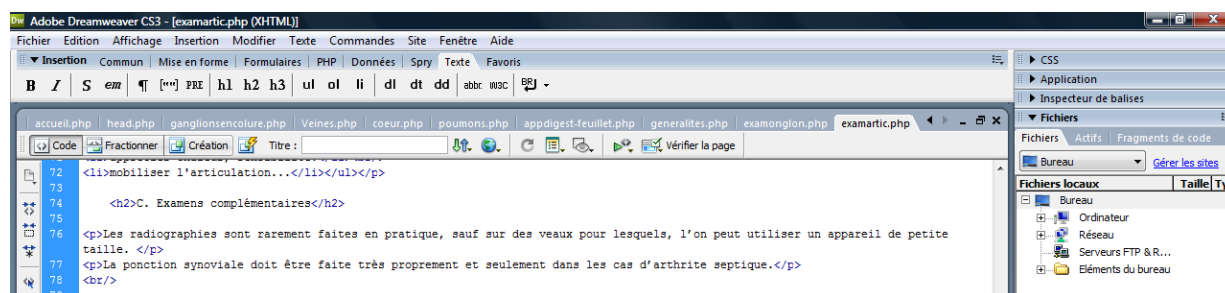 Dw Adobe Dreamweaver CS3 - [examartic.php (XHTML)]
Fichier Edition Affichage Insertion Modifier Texte Commandes Site Fenêtre Aide
▼ Insertion Commun Mise en forme Formulaires PHP Données Spry Texte Favoris
B I S em ¶ [""] PRE h1 h2 h3 ul ol li dl dt dd abbr. W3C BR
accueil.php head.php ganglionsencolure.php Veines.php coeur.php poumons.php appdigest-feuillet.php generalites.php examonglon.php examartic.php
Code Fractionner Création Titre : Vérifier la page
72 <li>mobiliser l'articulation...</li></ul></p>
73
74 <h2>C. Examens complémentaires</h2>
75
76 <p>Les radiographies sont rarement faites en pratique, sauf sur des veaux pour lesquels, l'on peut utiliser un appareil de petite
taille. </p>
77 <p>La ponction synoviale doit être faite très proprement et seulement dans les cas d'arthrite septique.</p>
78 <br/>
CSS
Application
Inspecteur de balises
Fichiers
Fichiers Actifs Fragments de code
Bureau Gérer les sites
Fichiers locaux Taille Ty
Bureau
Ordinateur
Réseau
Serveurs FTP & R...
Eléments du bureau